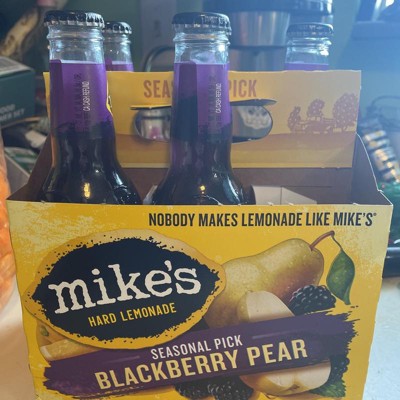 SEASONAL PICK
NOBODY MAKES LEMONADE LIKE MIKE'S®
mike's
HARD LEMONADE
SEASONAL PICK
BLACKBERRY PEAR